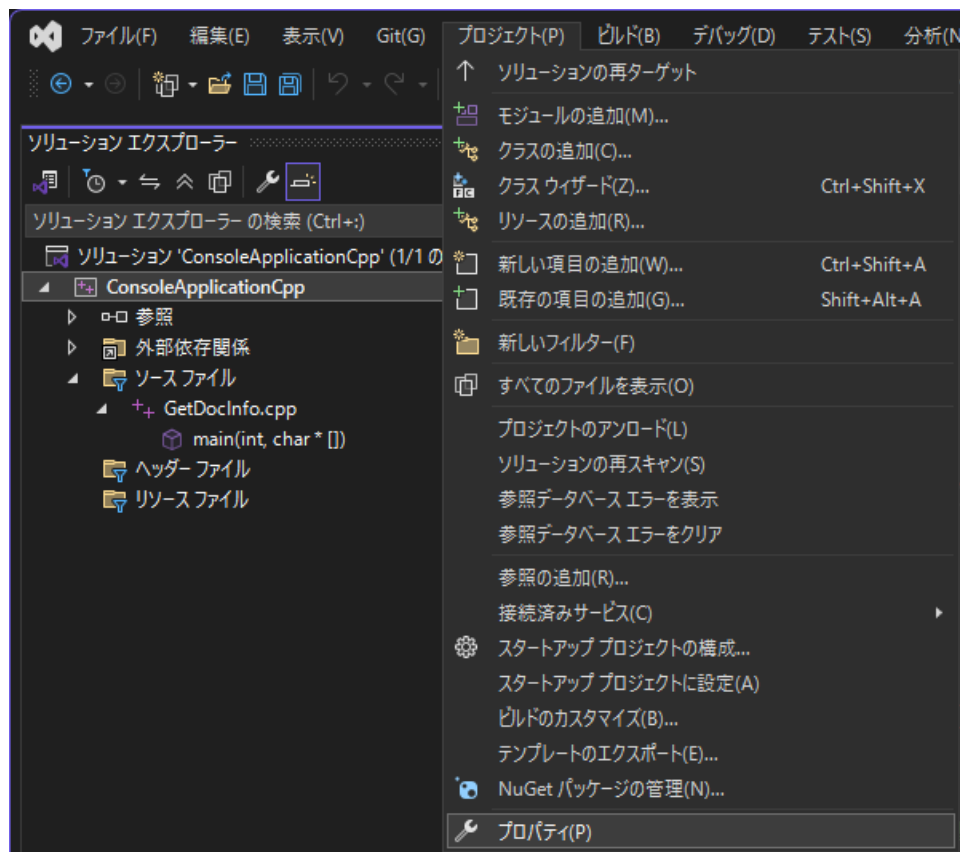 ファイル(F) 編集(E) 表示(V) Git(G) プロジェクト(P) ビルド(B) デバッグ(D) テスト(S) 分析(N
ソリューション エクスプローラー
ソリューション エクスプローラー の検索 (Ctrl+:)
ソリューション 'ConsoleApplicationCpp' (1/1 の
ConsoleApplicationCpp
参照
外部依存関係
ソース ファイル
GetDocInfo.cpp
main(int, char * [])
ヘッダー ファイル
リソース ファイル
ソリューションの再ターゲット
モジュールの追加(M)...
クラスの追加(C)...
クラス ウィザード(Z)... Ctrl+Shift+X
リソースの追加(R)...
新しい項目の追加(W)... Ctrl+Shift+A
既存の項目の追加(G)... Shift+Alt+A
新しいフィルター(F)
すべてのファイルを表示(O)
プロジェクトのアンロード(L)
ソリューションの再スキャン(S)
参照データベース エラーを表示
参照データベース エラーをクリア
参照の追加(R)...
接続済みサービス(C)
スタートアップ プロジェクトの構成...
スタートアップ プロジェクトに設定(A)
ビルドのカスタマイズ(B)...
テンプレートのエクスポート(E)...
NuGet パッケージの管理(N)...
プロパティ(P)